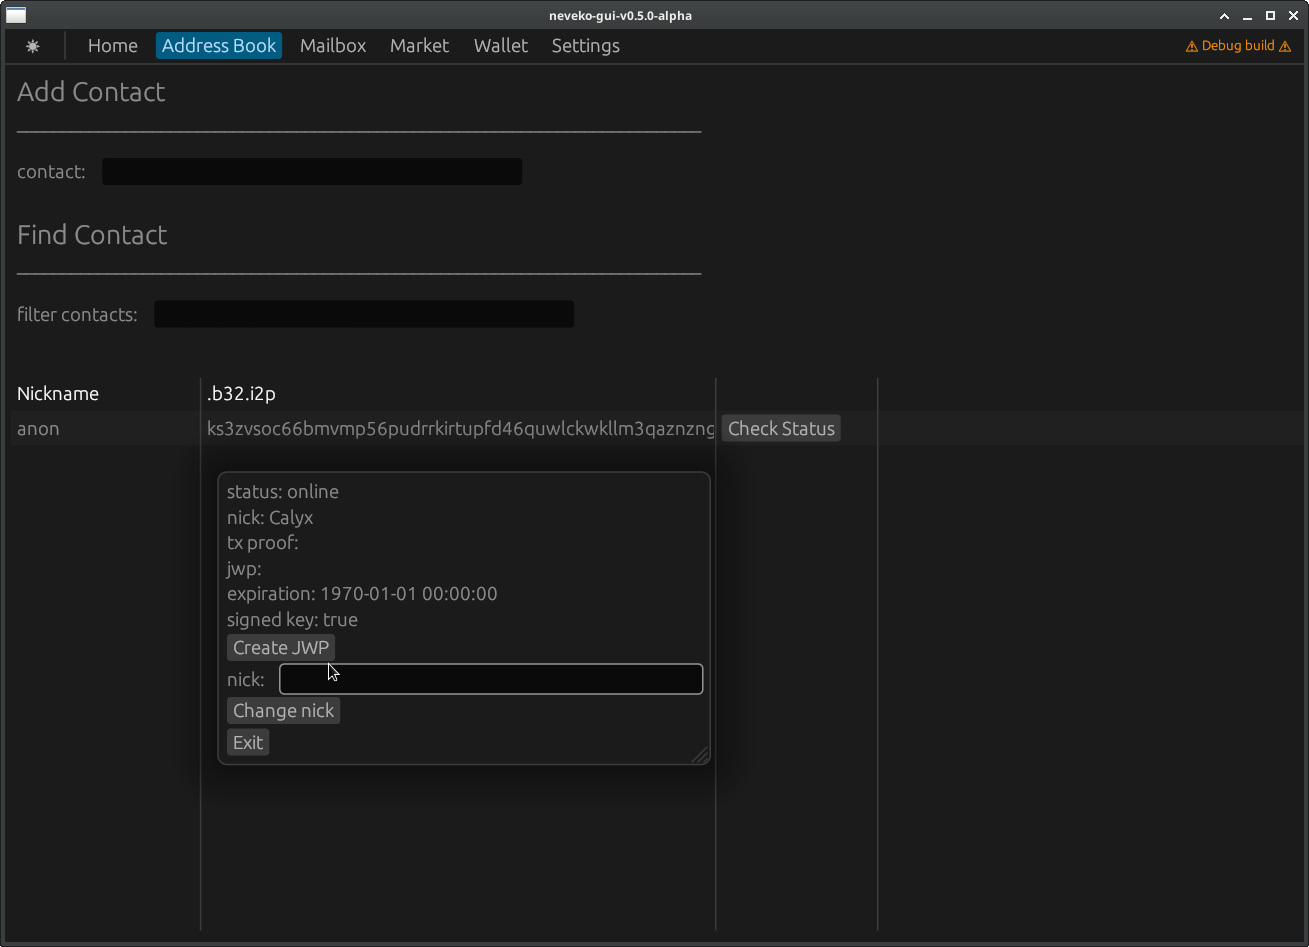 neveko-gui-v0.5.0-alpha
Home Address Book Mailbox Market Wallet Settings ⚠ Debug build ⚠
Add Contact
contact:
Find Contact
filter contacts:
Nickname .b32.i2p
anon ks3zvsoc66bmvmp56pudrrkirtupfd46quwlckwkllm3qaznzng Check Status
status: online
nick: Calyx
tx proof:
jwp:
expiration: 1970-01-01 00:00:00
signed key: true
Create JWP
nick:
Change nick
Exit